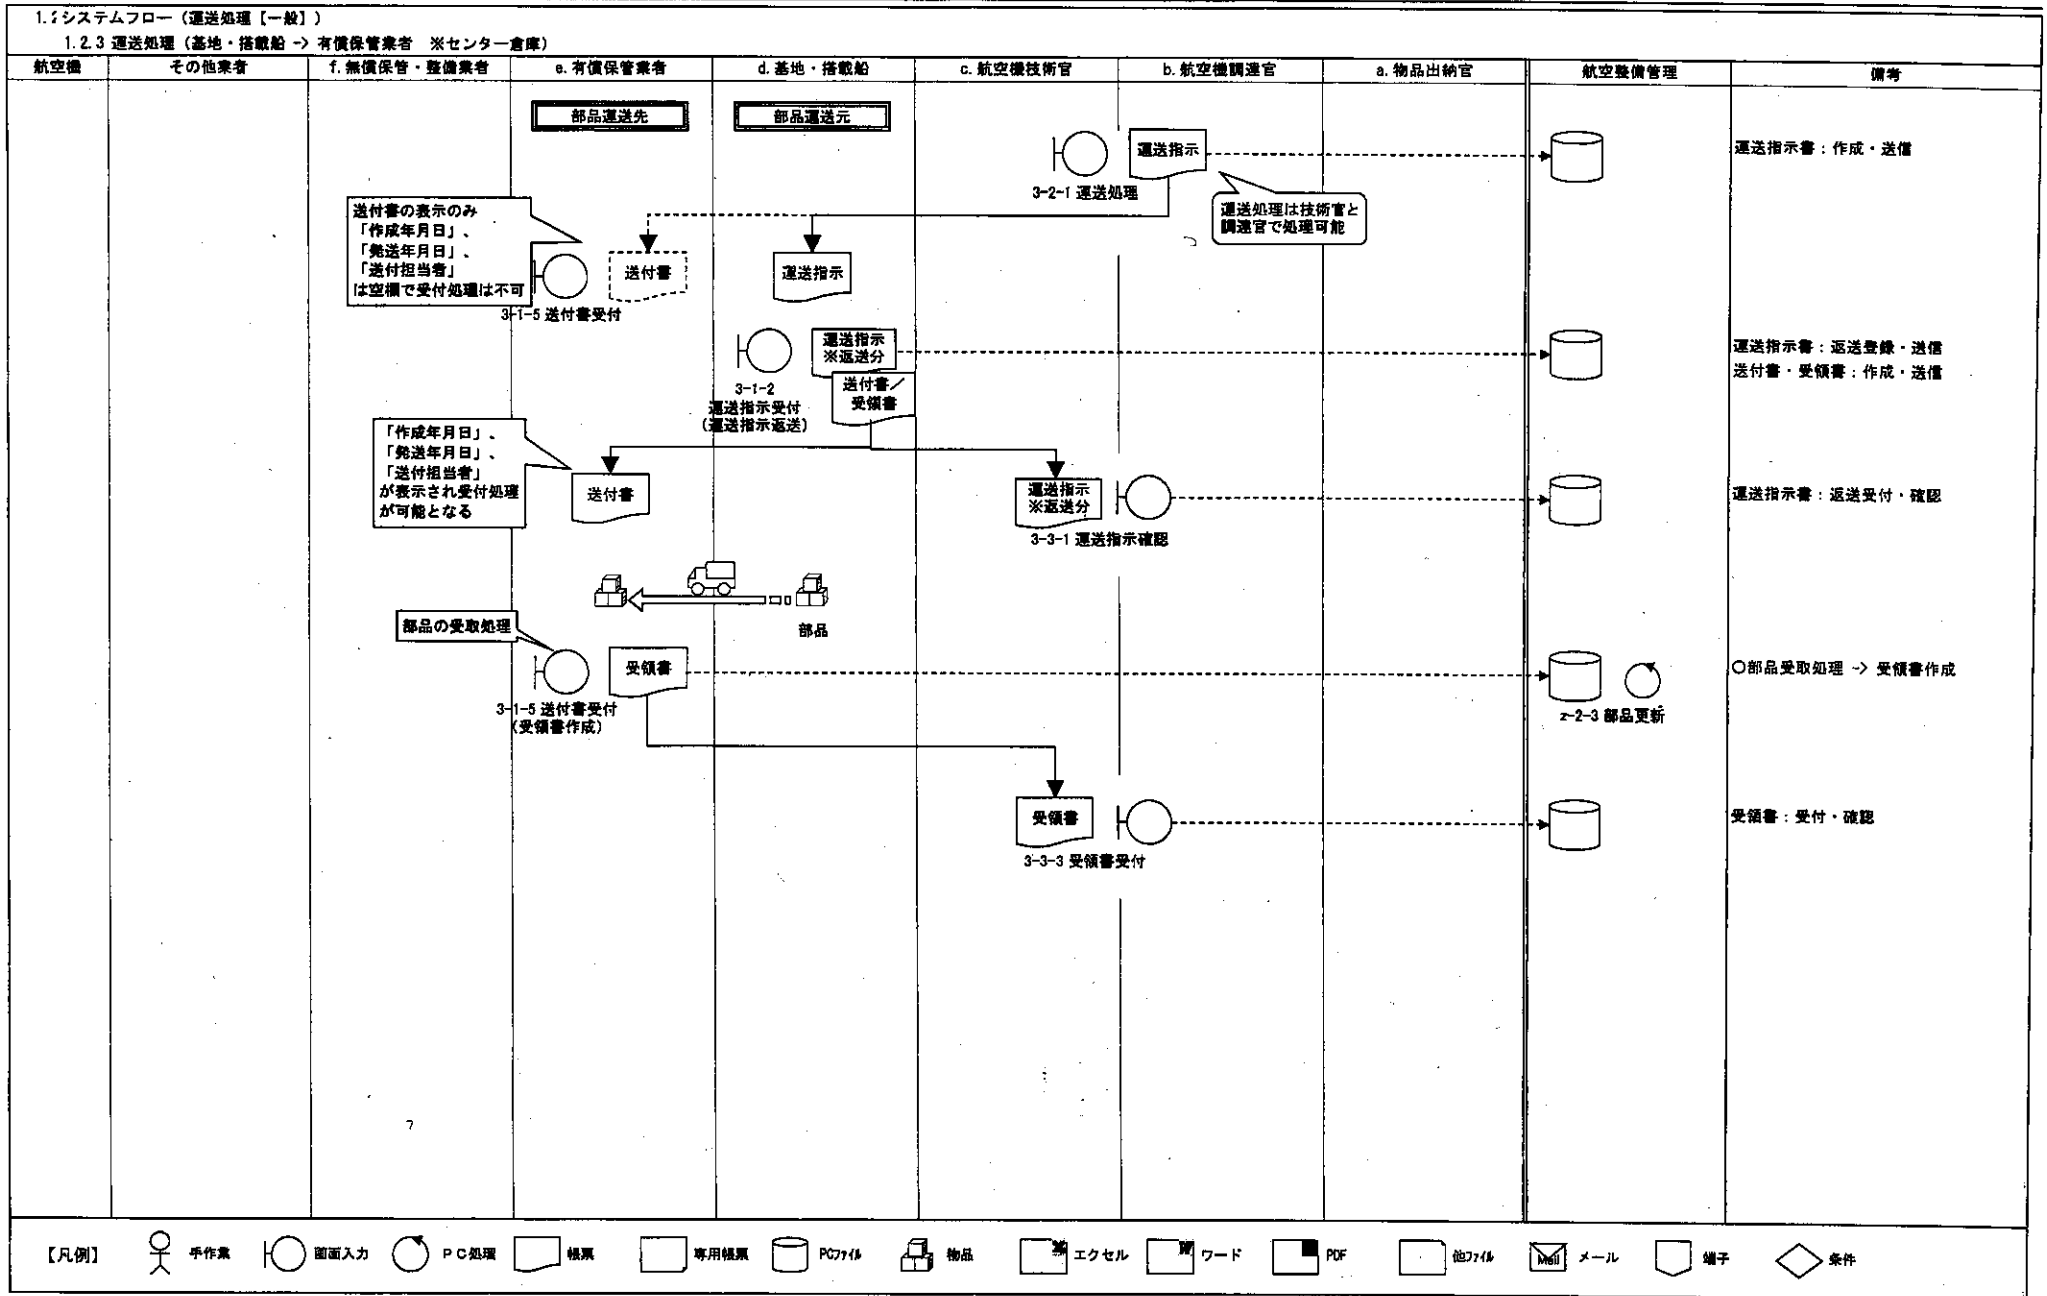 1.2システムフロー（運送処理【一般】）
1.2.3 運送処理（基地・搭載船 -> 有償保管業者　※センター倉庫）
航空機
その他業者
f. 無償保管・整備業者
e. 有償保管業者
d. 基地・搭載船
c. 航空機技術官
b. 航空機調達官
a. 物品出納官
航空整備管理
備考
部品運送先
部品運送元
運送指示
3-2-1 運送処理
運送指示書：作成・送信
運送処理は技術官と
調達官で処理可能
送付書の表示のみ
「作成年月日」、
「発送年月日」、
「送付担当者」
は空欄で受付処理は不可
送付書
3-1-5 送付書受付
運送指示
運送指示
※返送分
送付書／
受領書
3-1-2
運送指示受付
（運送指示返送）
運送指示書：返送登録・送信
送付書・受領書：作成・送信
「作成年月日」、
「発送年月日」、
「送付担当者」
が表示され受付処理
が可能となる
送付書
運送指示
※返送分
3-3-1 運送指示確認
運送指示書：返送受付・確認
部品
部品の受取処理
受領書
3-1-5 送付書受付
（受領書作成）
z-2-3 部品更新
○部品受取処理 -> 受領書作成
受領書
3-3-3 受領書受付
受領書：受付・確認
【凡例】
手作業
画面入力
ＰＣ処理
帳票
専用帳票
PCﾌｧｲﾙ
物品
エクセル
W
ワード
PDF
他ﾌｧｲﾙ
Mail
メール
端子
条件